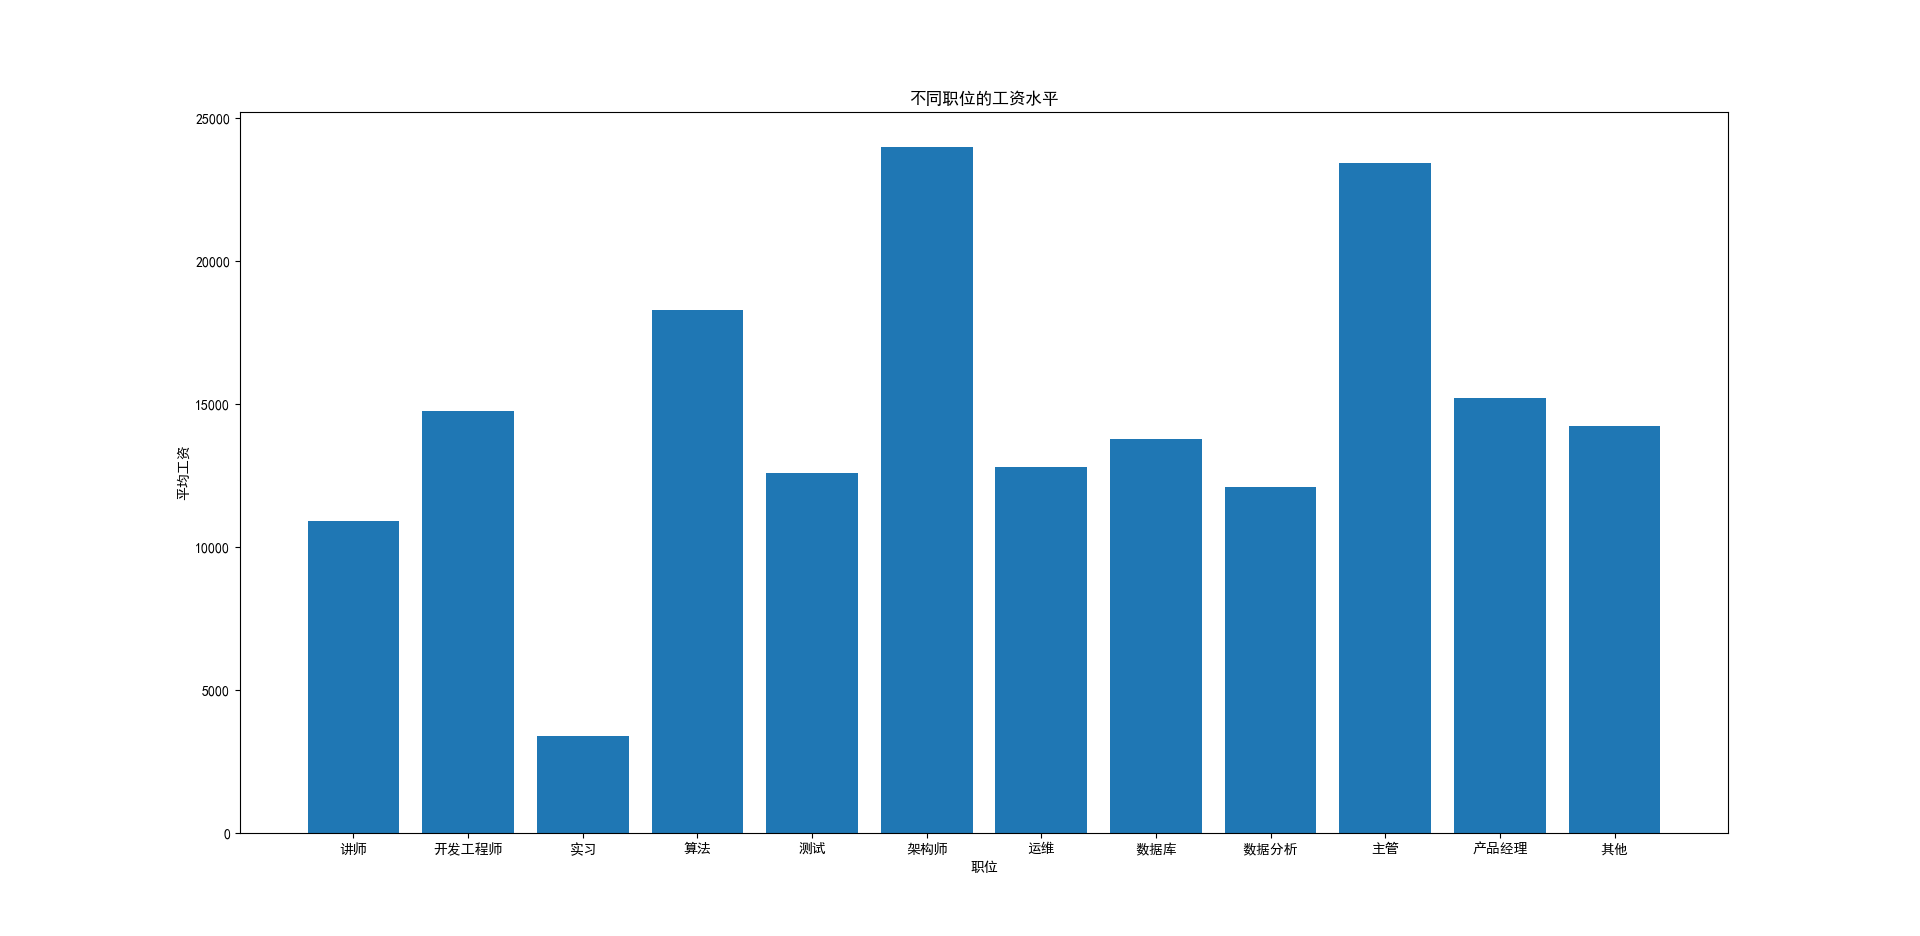 不同职位的工资水平
25000
20000
15000
10000
5000
0
平均工资
讲师 开发工程师 实习 算法 测试 架构师 运维 数据库 数据分析 主管 产品经理 其他
职位